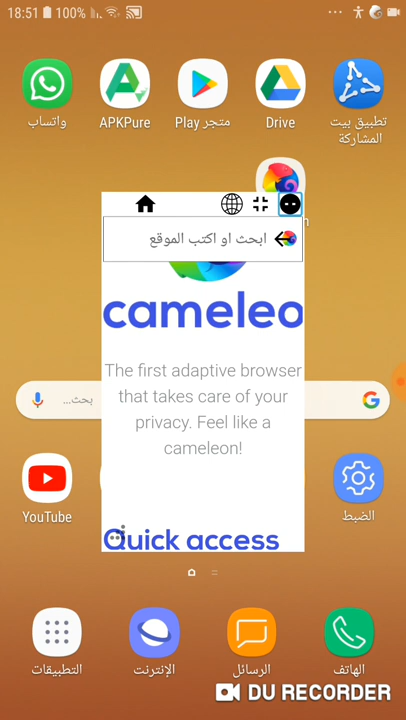 18:51 100%
واتساب
APKPure
متجر Play
Drive
تطبيق بيت
المشاركة
ابحث او اكتب الموقع
cameleo
The first adaptive browser
that takes care of your
privacy. Feel like a
cameleon!
بحث...
YouTube
الضبط
Quick access
التطبيقات
الإنترنت
الرسائل
الهاتف
DU RECORDER